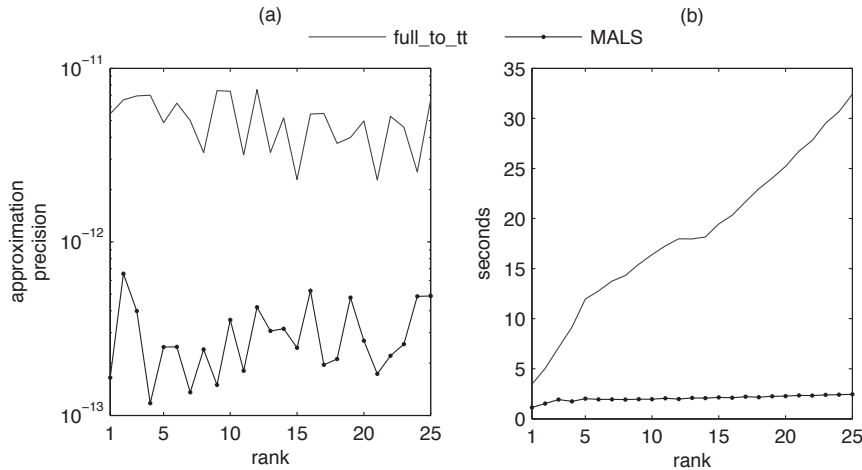 (a)
(b)
full_to_tt
MALS
10^-11
10^-12
10^-13
approximation
precision
1
5
10
15
20
25
rank
35
30
25
20
15
10
5
0
seconds
1
5
10
15
20
25
rank